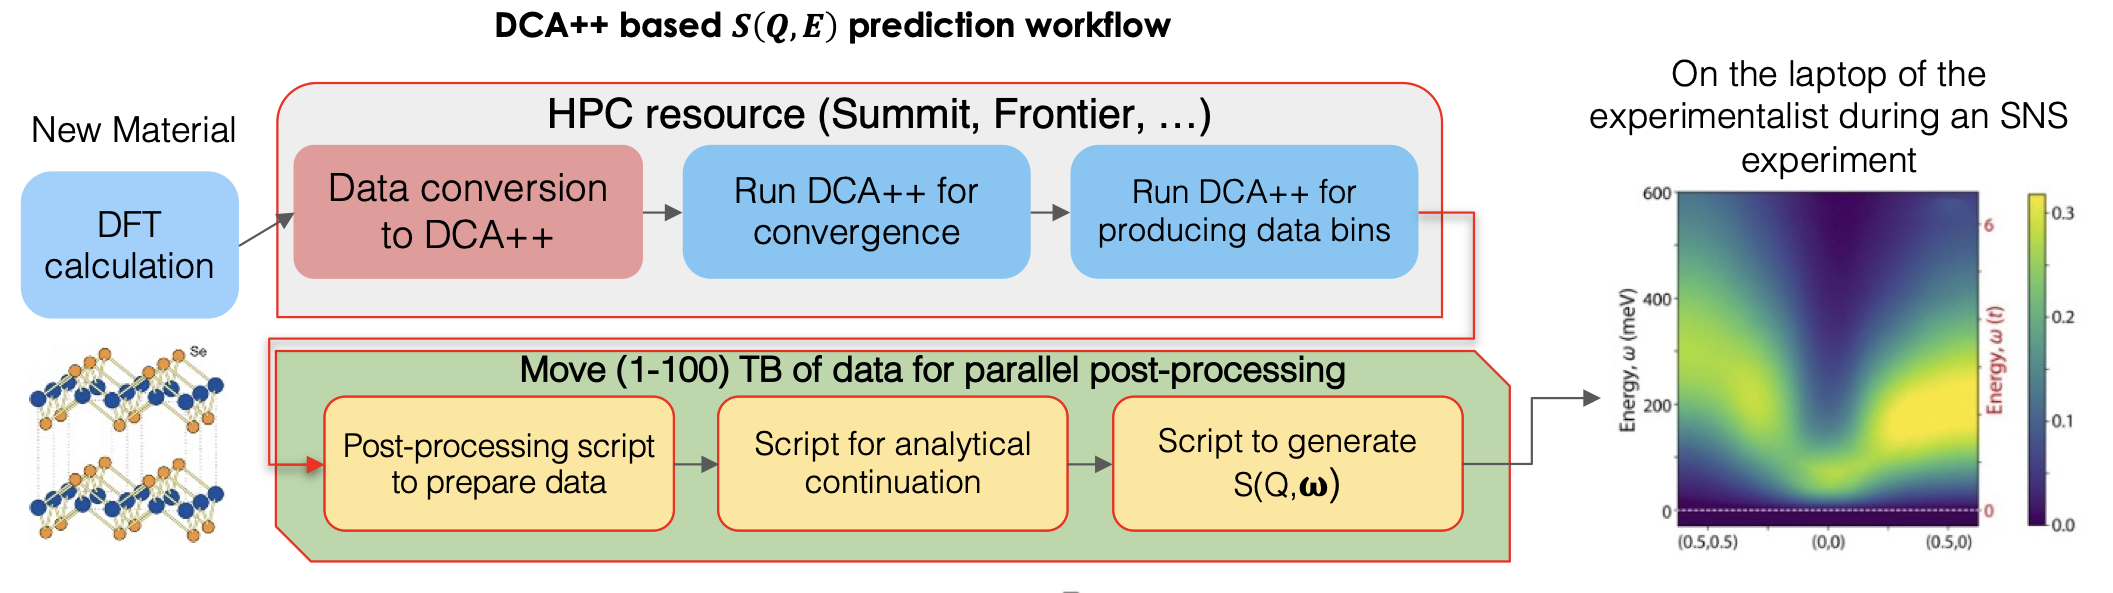 DCA++ based S(Q, E) prediction workflow
New Material
DFT
calculation
Se
HPC resource (Summit, Frontier, …)
Data conversion
to DCA++
Run DCA++ for
convergence
Run DCA++ for
producing data bins
Move (1-100) TB of data for parallel post-processing
Post-processing script
to prepare data
Script for analytical
continuation
Script to generate
S(Q,ω)
On the laptop of the
experimentalist during an SNS
experiment
Energy, ω (meV)
600
400
200
0
(0.5,0.5)
(0,0)
(0.5,0)
6
0
Energy, ω (t)
0.3
0.2
0.1
0.0